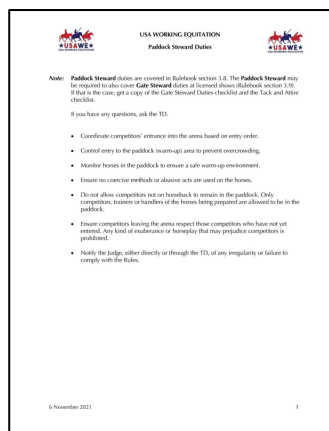 USA WORKING EQUITATION
Paddock Steward Duties
★USAWE★
USA WORKING EQUITATION
★USAWE★
USA WORKING EQUITATION
Note: Paddock Steward duties are covered in Rulebook section 3.8. The Paddock Steward may
be required to also cover Gate Steward duties at licensed shows (Rulebook section 3.9).
If that is the case, get a copy of the Gate Steward Duties checklist and the Tack and Attire
checklist.
If you have any questions, ask the TD.
• Coordinate competitors' entrance into the arena based on entry order.
• Control entry to the paddock (warm-up) area to prevent overcrowding.
• Monitor horses in the paddock to ensure a safe warm-up environment.
• Ensure no coercive methods or abusive acts are used on the horses.
• Do not allow competitors not on horseback to remain in the paddock. Only
competitors, trainers or handlers of the horses being prepared are allowed to be in the
paddock.
• Ensure competitors leaving the arena respect those competitors who have not yet
entered. Any kind of exuberance or horseplay that may prejudice competitors is
prohibited.
• Notify the Judge, either directly or through the TD, of any irregularity or failure to
comply with the Rules.
6 November 2021 1